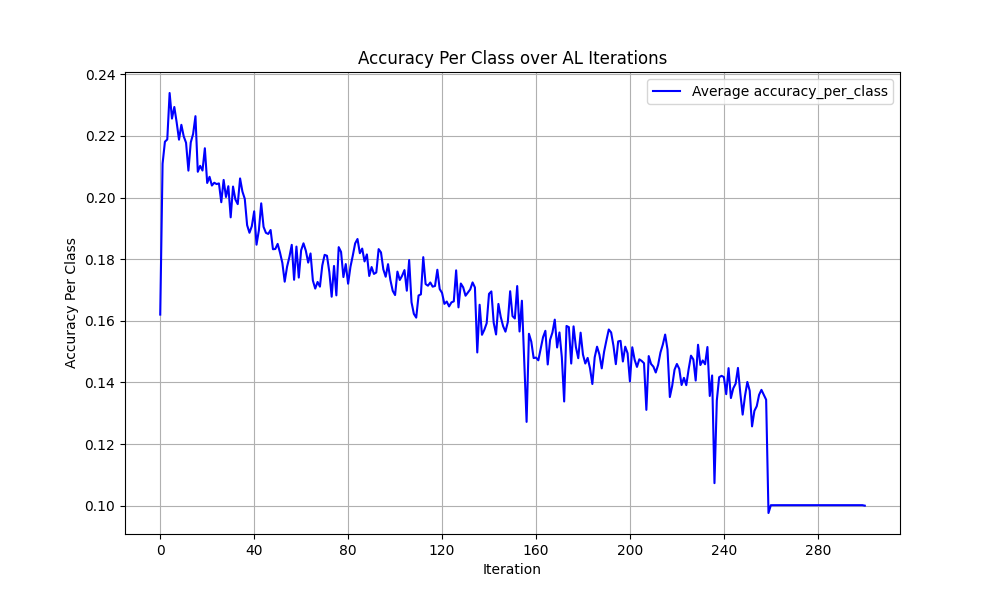 Accuracy Per Class over AL Iterations
Average accuracy_per_class
Accuracy Per Class
0.24
0.22
0.20
0.18
0.16
0.14
0.12
0.10
0 40 80 120 160 200 240 280
Iteration